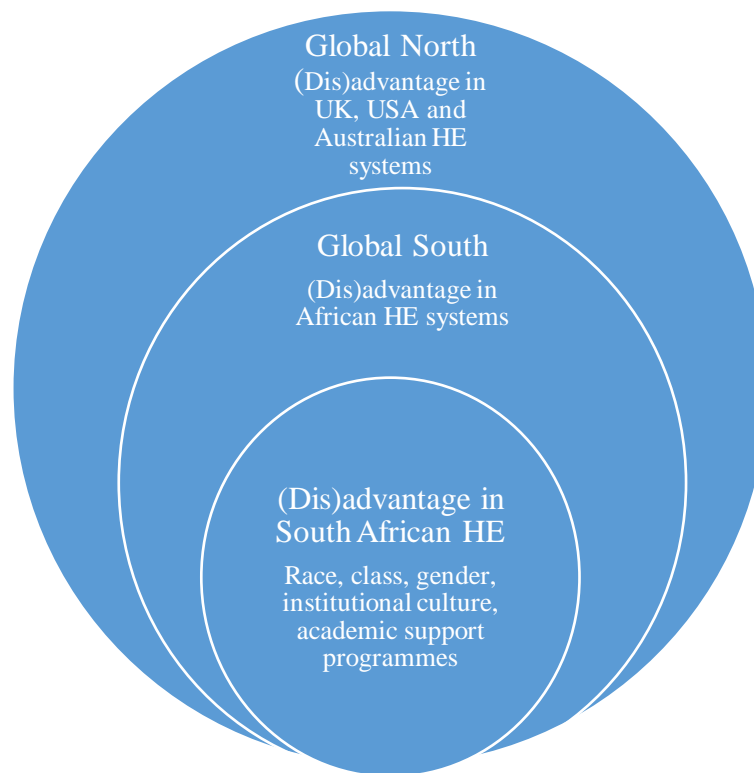 Global North
(Dis)advantage in
UK, USA and
Australian HE
systems
Global South
(Dis)advantage in
African HE systems
(Dis)advantage in
South African HE
Race, class, gender,
institutional culture,
academic support
programmes